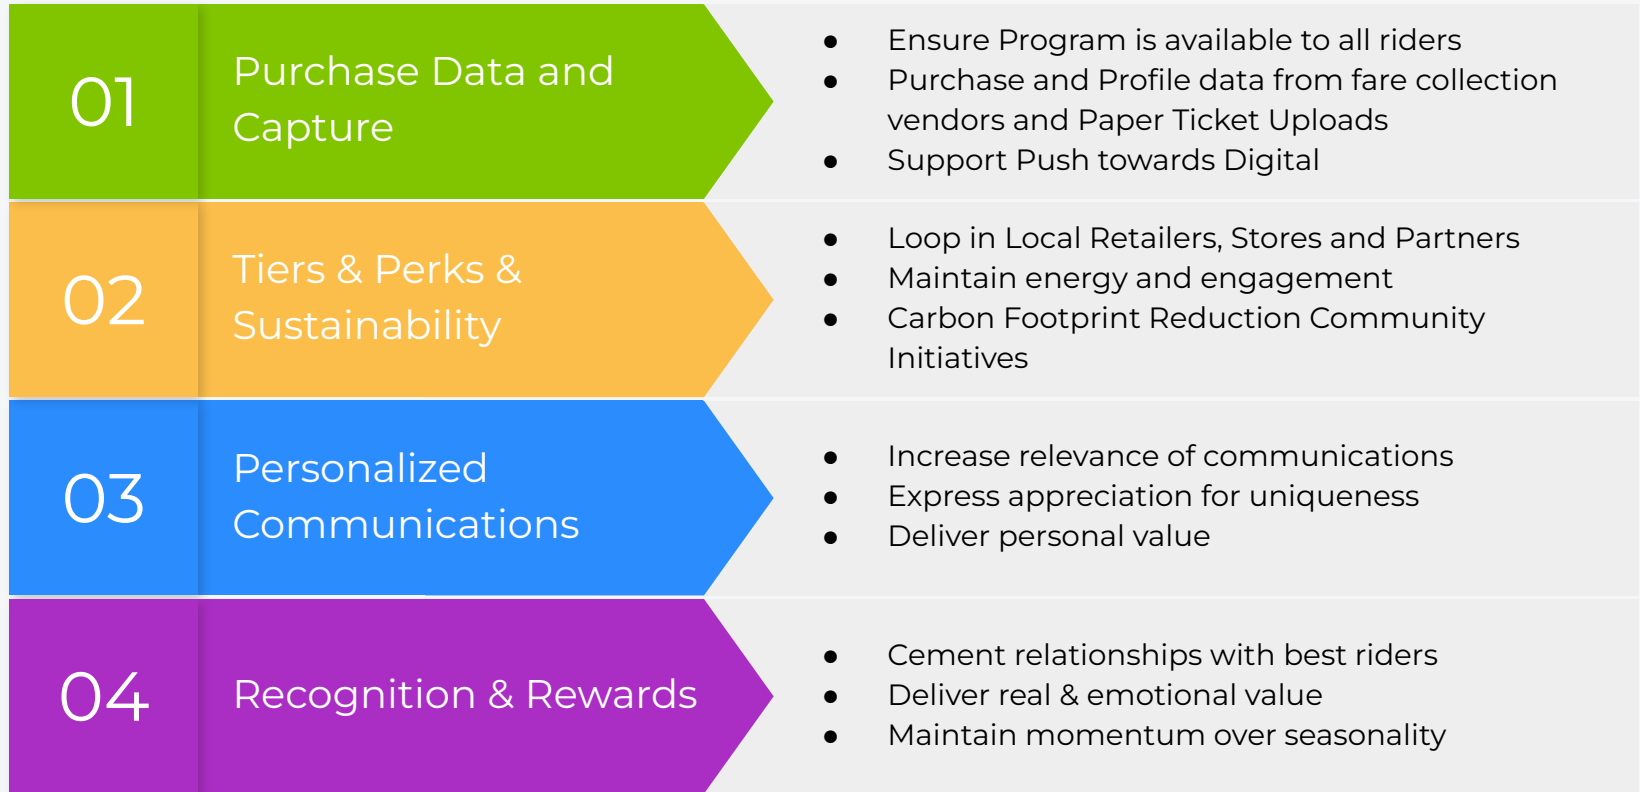 01
Purchase Data and
Capture
● Ensure Program is available to all riders
● Purchase and Profile data from fare collection
vendors and Paper Ticket Uploads
● Support Push towards Digital
02
Tiers & Perks &
Sustainability
● Loop in Local Retailers, Stores and Partners
● Maintain energy and engagement
● Carbon Footprint Reduction Community
Initiatives
03
Personalized
Communications
● Increase relevance of communications
● Express appreciation for uniqueness
● Deliver personal value
04
Recognition & Rewards
● Cement relationships with best riders
● Deliver real & emotional value
● Maintain momentum over seasonality